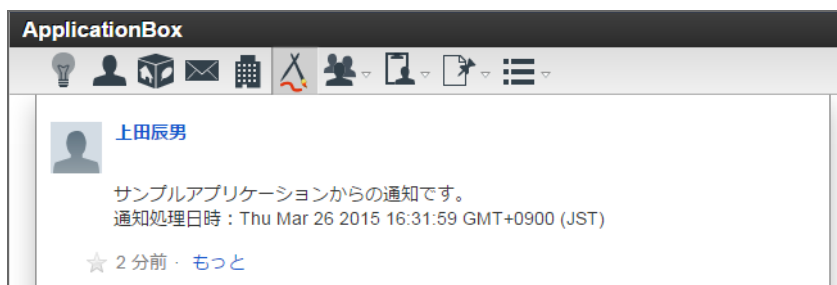 ApplicationBox
上田辰男
サンプルアプリケーションからの通知です。
通知処理日時：Thu Mar 26 2015 16:31:59 GMT+0900 (JST)
2 分前 · もっと